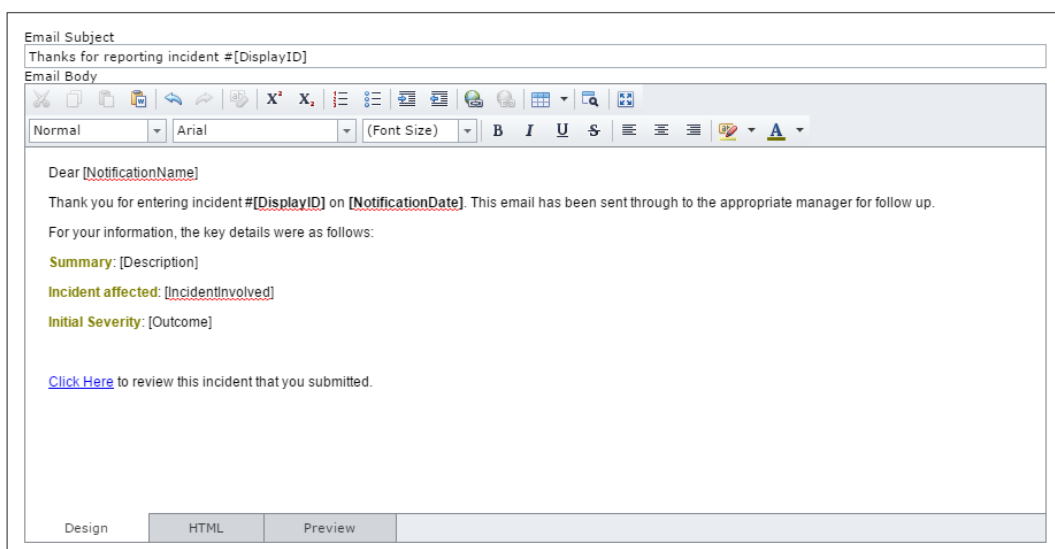 Email Subject
Thanks for reporting incident #[DisplayID]
Email Body
X² X₂
Normal Arial (Font Size) B I U S A
Dear [NotificationName]
Thank you for entering incident #[DisplayID] on [NotificationDate]. This email has been sent through to the appropriate manager for follow up.
For your information, the key details were as follows:
Summary: [Description]
Incident affected: [IncidentInvolved]
Initial Severity: [Outcome]
Click Here to review this incident that you submitted.
Design HTML Preview